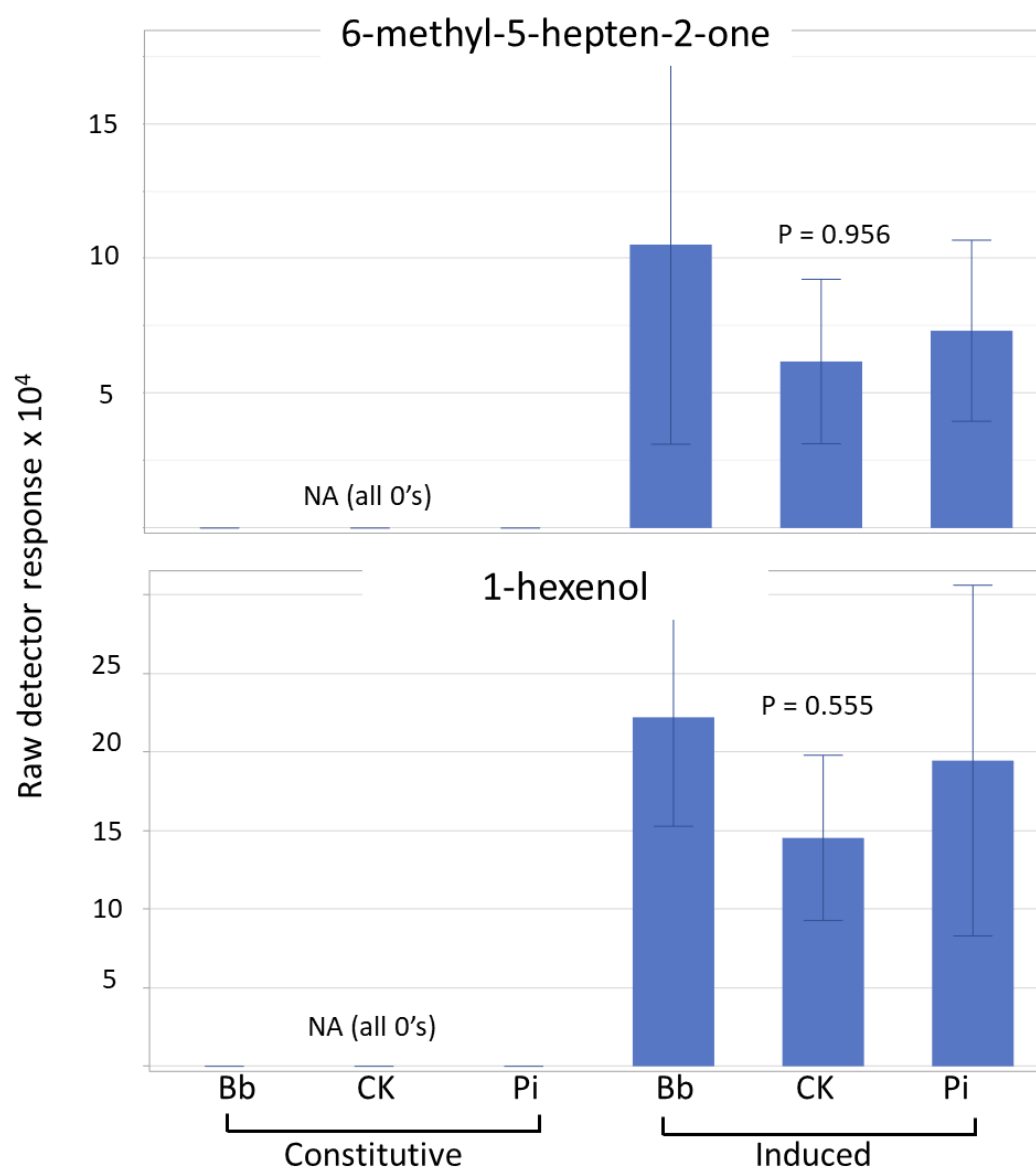 6-methyl-5-hepten-2-one
15
10
5
P = 0.956
NA (all 0's)
Raw detector response x 10⁴
1-hexenol
25
20
15
10
5
P = 0.555
NA (all 0's)
Bb CK Pi Bb CK Pi
Constitutive Induced